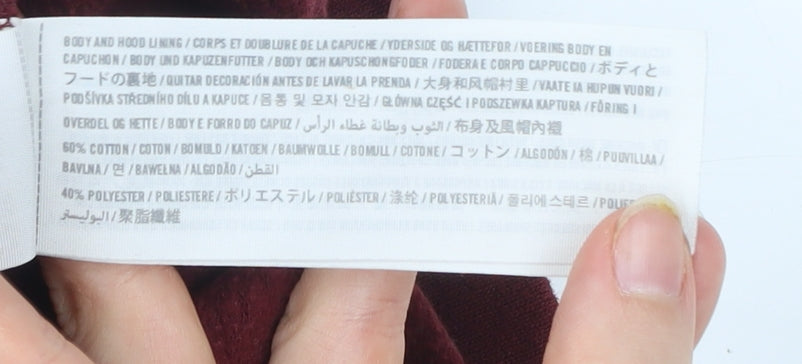 BODY AND HOOD LINING / CORPS ET DOUBLURE DE LA CAPUCHE / YDERSIDE OG HÆTTEFOR / VOERING BODY EN
CAPUCHON / BODY UND KAPUZENFUTTER / BODY OCH KAPUSCHONGFODER / FODERA E CORPO CAPPUCCIO / ボディと
フードの裏地 / QUITAR DECORACIÓN ANTES DE LAVAR LA PRENDA / 大身和风帽衬里 / VAATE JA HUPUN VUORI /
PODŠÍVKA STŘEDNÍHO DÍLU A KAPUCE / 몸통 및 모자 안감 / GŁÓWNA CZĘŚĆ I PODSZEWKA KAPTURA / FÔRING I
OVERDEL OG HETTE / BODY E FORRO DO CAPUZ / الثوب وبطانة غطاء الرأس / 布身及風帽內襯
60% COTTON / COTON / BOMULD / KATOEN / BAUMWOLLE / BOMULL / COTONE / コットン / ALGODÓN / 棉 / PUUVILLAA /
BAVLNA / 면 / BAWEŁNA / ALGODÃO / القطن
40% POLYESTER / POLIESTERE / ポリエステル / POLIÉSTER / 涤纶 / POLYESTERIÄ / 폴리에스테르 /
البوليستر / 聚脂纖維